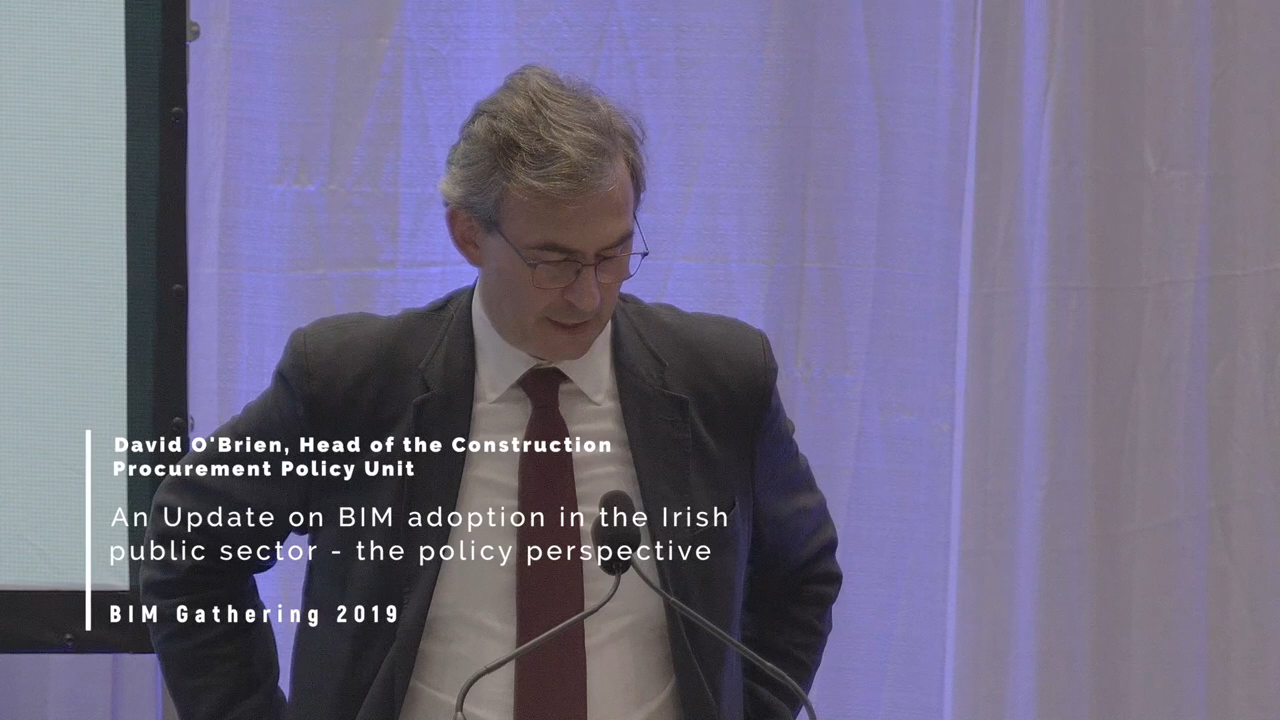 David O'Brien, Head of the Construction
Procurement Policy Unit
An Update on BIM adoption in the Irish
public sector - the policy perspective
BIM Gathering 2019